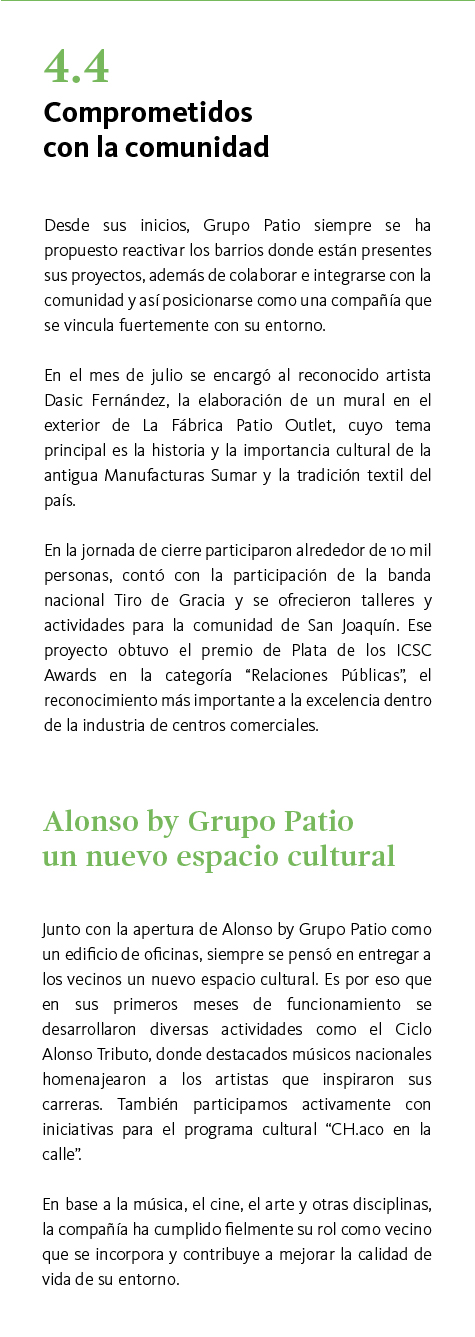 4.4
Comprometidos
con la comunidad
Desde sus inicios, Grupo Patio siempre se ha
propuesto reactivar los barrios donde están presentes
sus proyectos, además de colaborar e integrarse con la
comunidad y así posicionarse como una compañía que
se vincula fuertemente con su entorno.
En el mes de julio se encargó al reconocido artista
Dasic Fernández, la elaboración de un mural en el
exterior de La Fábrica Patio Outlet, cuyo tema
principal es la historia y la importancia cultural de la
antigua Manufacturas Sumar y la tradición textil del
país.
En la jornada de cierre participaron alrededor de 10 mil
personas, contó con la participación de la banda
nacional Tiro de Gracia y se ofrecieron talleres y
actividades para la comunidad de San Joaquín. Ese
proyecto obtuvo el premio de Plata de los ICSC
Awards en la categoría “Relaciones Públicas”, el
reconocimiento más importante a la excelencia dentro
de la industria de centros comerciales.
Alonso by Grupo Patio
un nuevo espacio cultural
Junto con la apertura de Alonso by Grupo Patio como
un edificio de oficinas, siempre se pensó en entregar a
los vecinos un nuevo espacio cultural. Es por eso que
en sus primeros meses de funcionamiento se
desarrollaron diversas actividades como el Ciclo
Alonso Tributo, donde destacados músicos nacionales
homenajearon a los artistas que inspiraron sus
carreras. También participamos activamente con
iniciativas para el programa cultural “CH.aco en la
calle”.
En base a la música, el cine, el arte y otras disciplinas,
la compañía ha cumplido fielmente su rol como vecino
que se incorpora y contribuye a mejorar la calidad de
vida de su entorno.